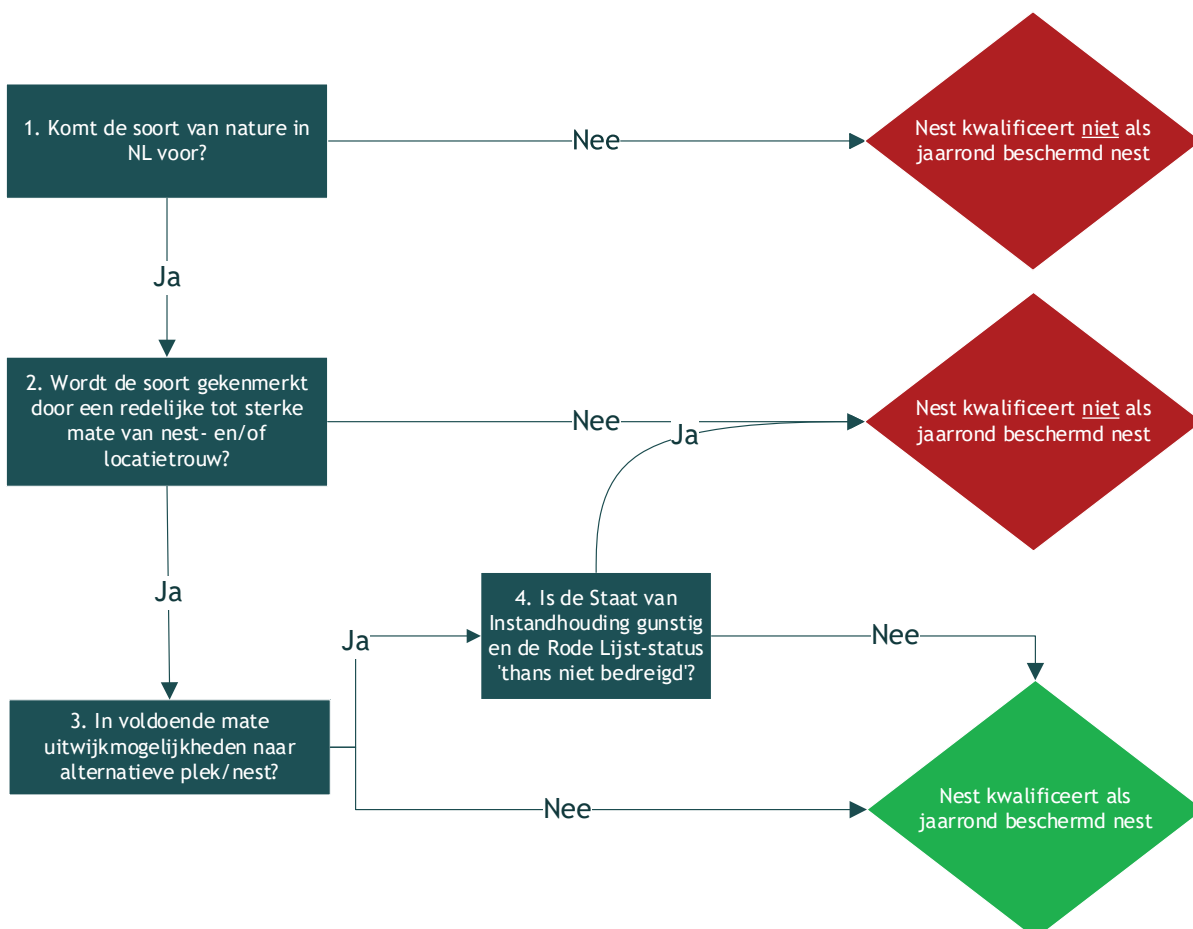 1. Komt de soort van nature in
NL voor?
Nee
Nest kwalificeert niet als
jaarrond beschermd nest
Ja
2. Wordt de soort gekenmerkt
door een redelijke tot sterke
mate van nest- en/of
locatietrouw?
Nee
Ja
Nest kwalificeert niet als
jaarrond beschermd nest
Ja
3. In voldoende mate
uitwijkmogelijkheden naar
alternatieve plek/nest?
Ja
4. Is de Staat van
Instandhouding gunstig
en de Rode Lijst-status
'thans niet bedreigd'?
Nee
Nee
Nest kwalificeert als
jaarrond beschermd nest